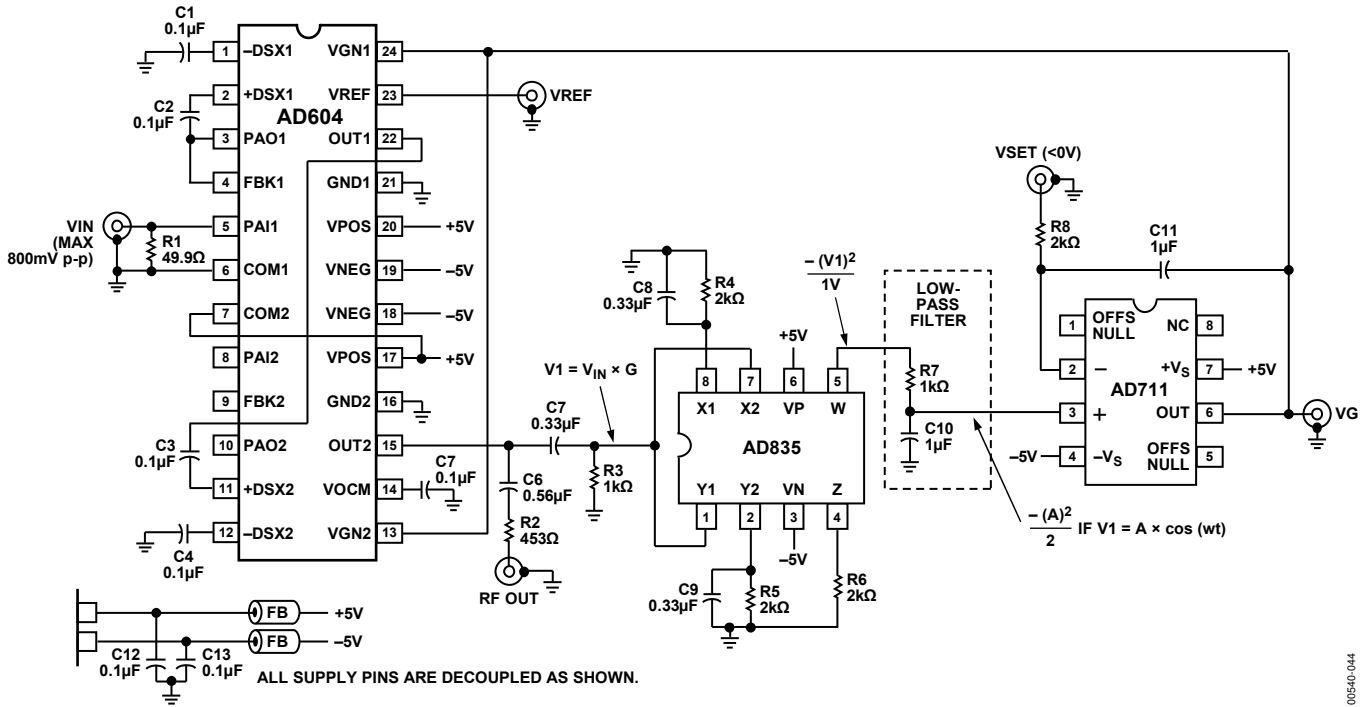 C1
0.1µF
1
–DSX1
VGN1
24
2
+DSX1
VREF
23
VREF
C2
0.1µF
AD604
3
PAO1
OUT1
22
4
FBK1
GND1
21
VIN
(MAX
800mV p-p)
R1
49.9Ω
5
PAI1
VPOS
20
+5V
6
COM1
VNEG
19
–5V
7
COM2
VNEG
18
–5V
8
PAI2
VPOS
17
+5V
9
FBK2
GND2
16
C3
0.1µF
10
PAO2
OUT2
15
11
+DSX2
VOCM
14
C7
0.1µF
C4
0.1µF
12
–DSX2
VGN2
13
C6
0.56µF
R2
453Ω
RF OUT
C7
0.33µF
V1 = VIN × G
R3
1kΩ
C8
0.33µF
R4
2kΩ
+5V
8
7
6
5
X1
X2
VP
W
AD835
Y1
Y2
VN
Z
1
2
3
4
–5V
C9
0.33µF
R5
2kΩ
R6
2kΩ
– (V1)2
1V
LOW-
PASS
FILTER
R7
1kΩ
C10
1µF
– (A)2
2
IF V1 = A × cos (wt)
VSET (<0V)
R8
2kΩ
C11
1µF
1
OFFS
NULL
NC
8
2
–
+VS
7
+5V
AD711
3
+
OUT
6
VG
–5V
4
–VS
OFFS
NULL
5
FB
+5V
FB
–5V
C12
0.1µF
C13
0.1µF
ALL SUPPLY PINS ARE DECOUPLED AS SHOWN.
00540-044